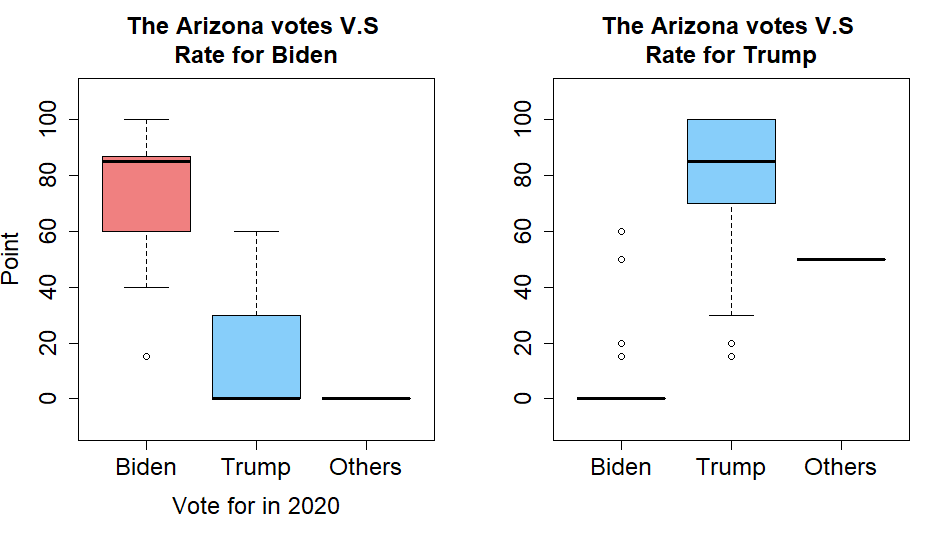 The Arizona votes V.S
Rate for Biden
Point
100
80
60
40
20
0
Biden Trump Others
Vote for in 2020
The Arizona votes V.S
Rate for Trump
100
80
60
40
20
0
Biden Trump Others